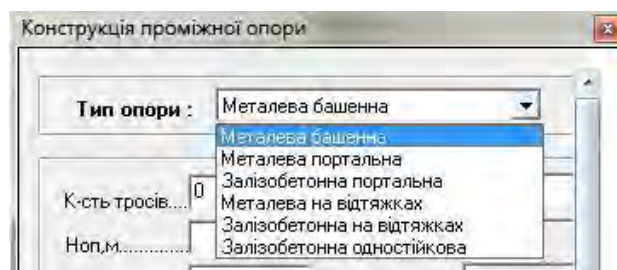 Конструкція проміжної опори
Тип опори : Металева башенна
Металева башенна
Металева портальна
Залізобетонна портальна
Металева на відтяжках
Залізобетонна на відтяжках
Залізобетонна одностійкова
К-сть тросів.... 0
Ноп,м.............